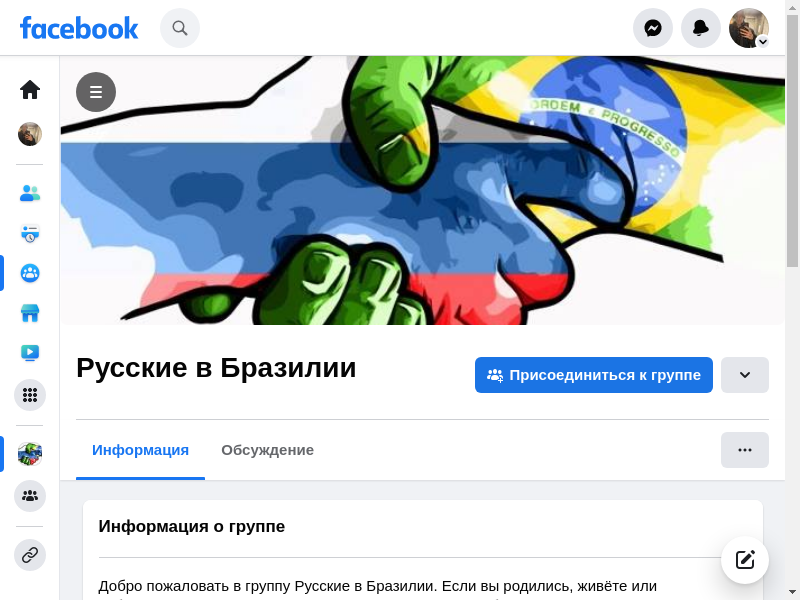 facebook
ORDEM E PROGRESSO
Русские в Бразилии
Присоединиться к группе
Информация
Обсуждение
Информация о группе
Добро пожаловать в группу Русские в Бразилии. Если вы родились, живёте или